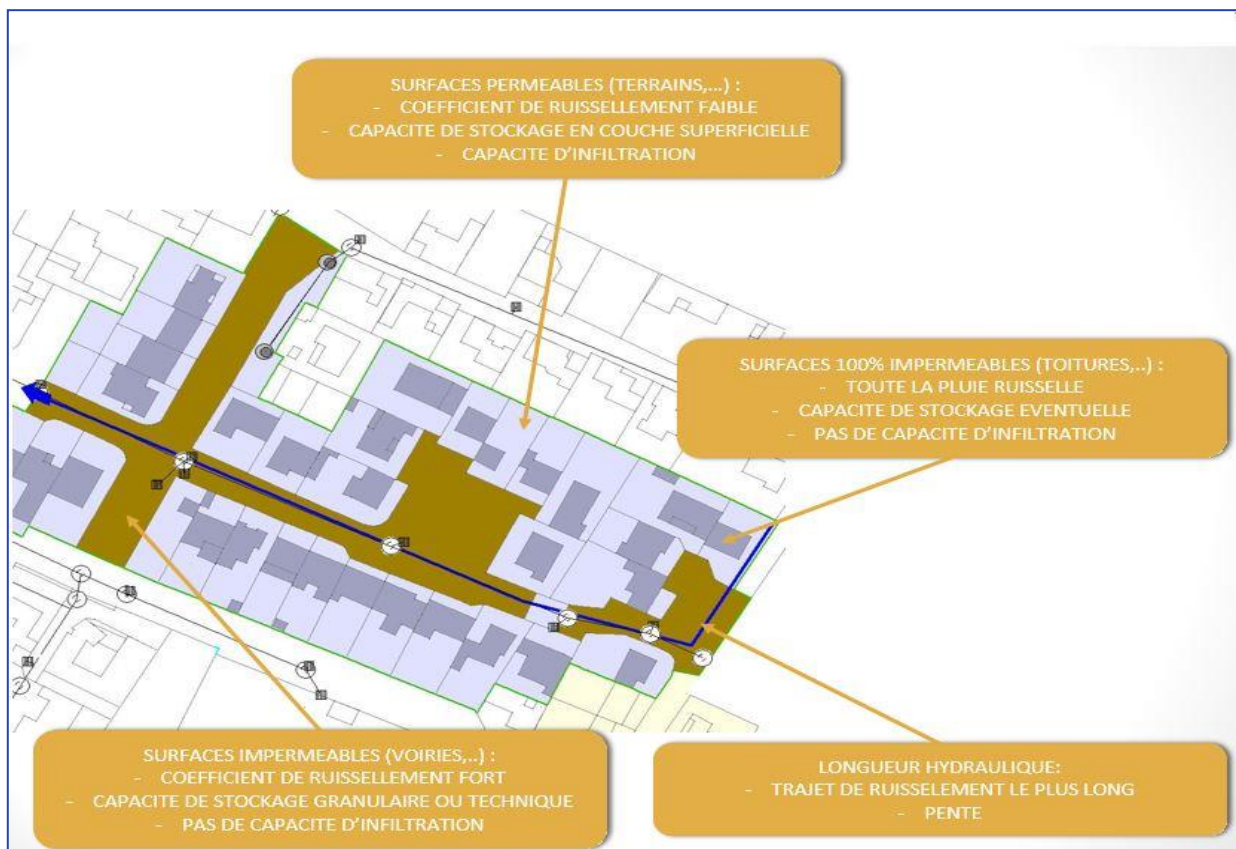 SURFACES PERMEABLES (TERRAINS,...) :
- COEFFICIENT DE RUISSELLEMENT FAIBLE
- CAPACITE DE STOCKAGE EN COUCHE SUPERFICIELLE
- CAPACITE D'INFILTRATION
SURFACES 100% IMPERMEABLES (TOITURES,..) :
- TOUTE LA PLUIE RUISSELLE
- CAPACITE DE STOCKAGE EVENTUELLE
- PAS DE CAPACITE D'INFILTRATION
SURFACES IMPERMEABLES (VOIRIES,..) :
- COEFFICIENT DE RUISSELLEMENT FORT
- CAPACITE DE STOCKAGE GRANULAIRE OU TECHNIQUE
- PAS DE CAPACITE D'INFILTRATION
LONGUEUR HYDRAULIQUE:
- TRAJET DE RUISSELEMENT LE PLUS LONG
- PENTE